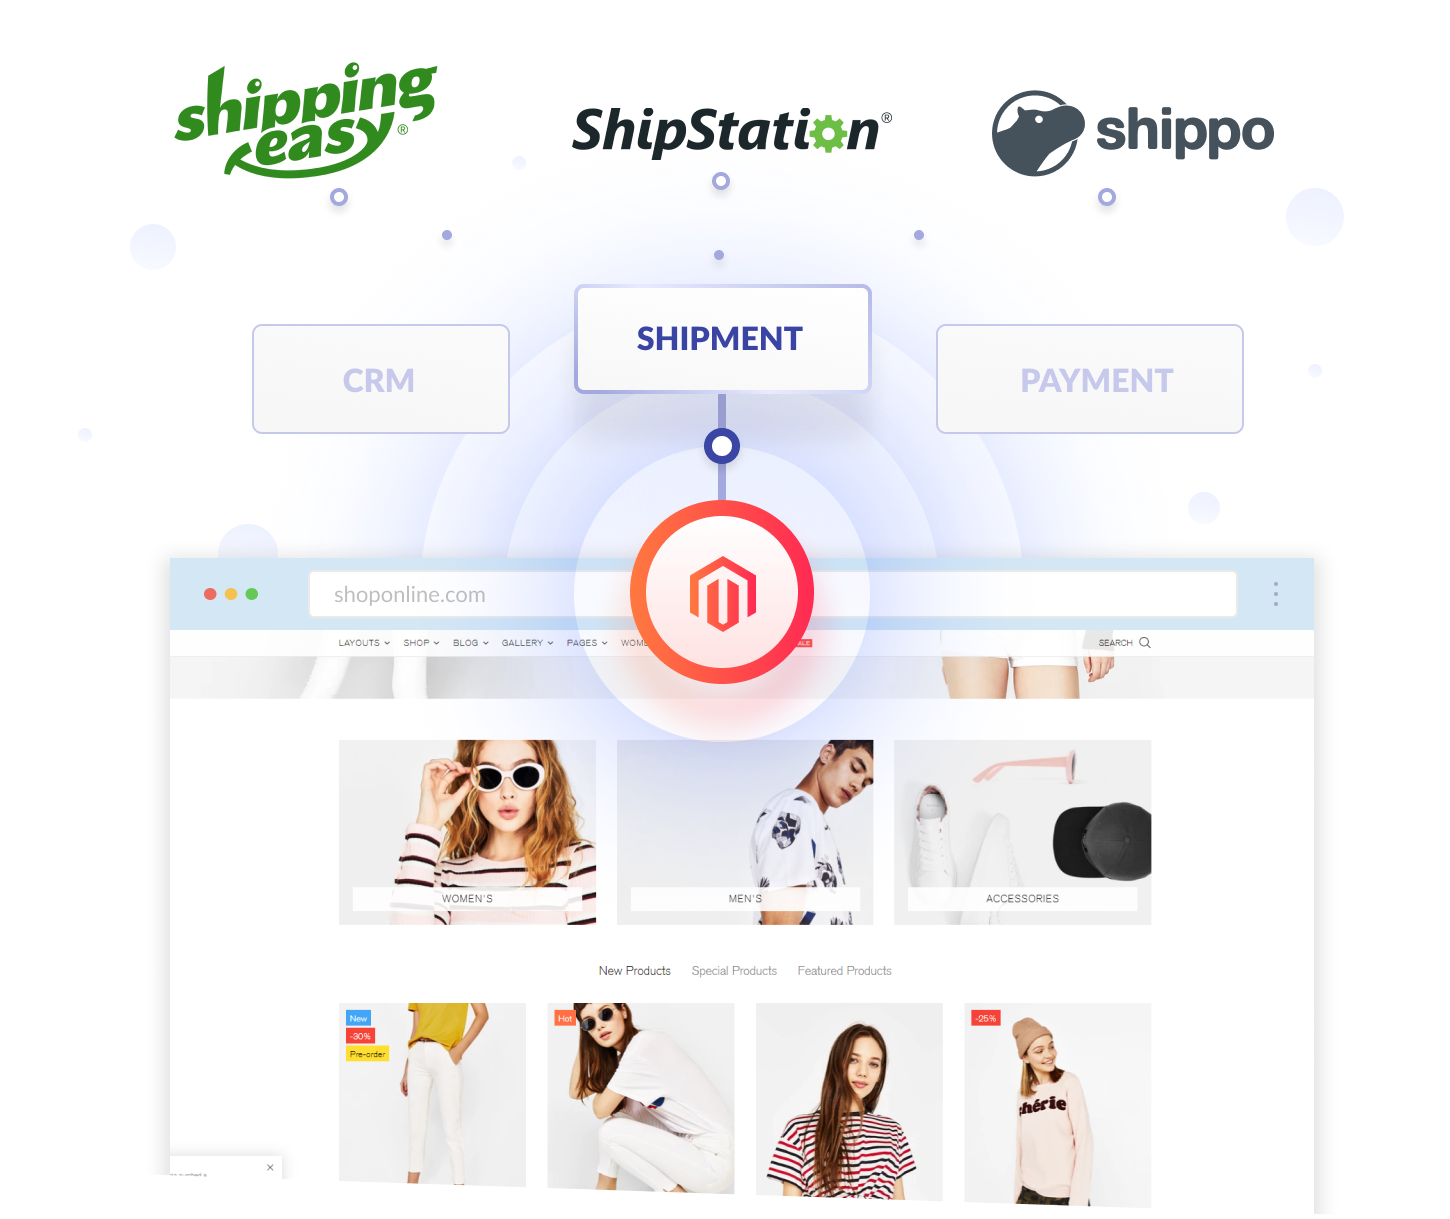 shipping
easy®
ShipStation®
shippo
SHIPMENT
CRM
PAYMENT
shoponline.com
LAYOUTS SHOP BLOG GALLERY PAGES
SEARCH
WOMEN'S
MEN'S
ACCESSORIES
New Products Special Products Featured Products
New
-30%
Pre-order
Hot
-25%
chérie